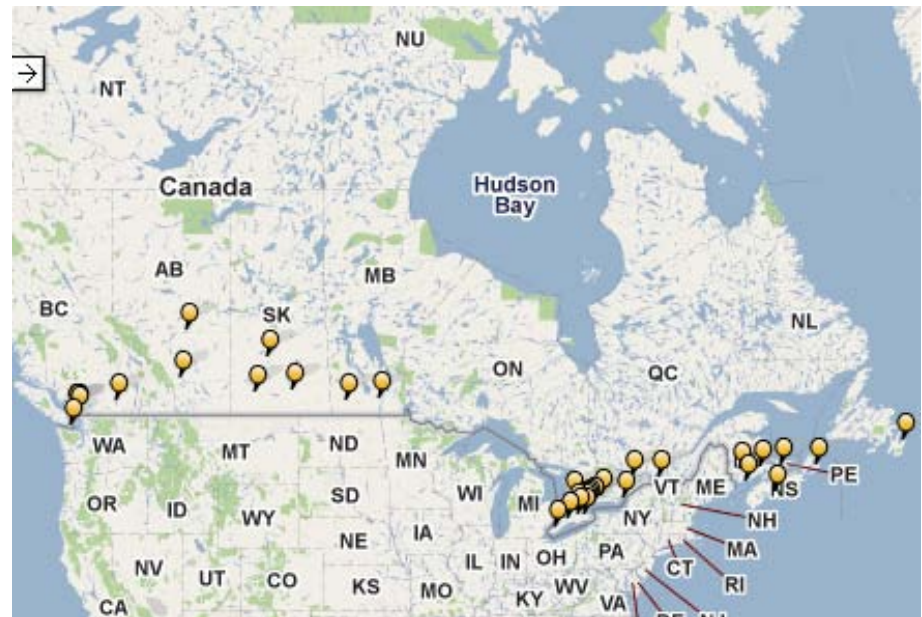 NU
→
NT
Canada
Hudson
Bay
AB
MB
BC
SK
NL
ON
QC
WA
MT
ND
MN
PE
OR
ID
SD
WI
MI
VT
ME
NS
WY
NY
NH
NE
IA
MA
NV
UT
CO
IL
IN
OH
PA
CT
RI
KS
MO
WV
KY
VA
CA